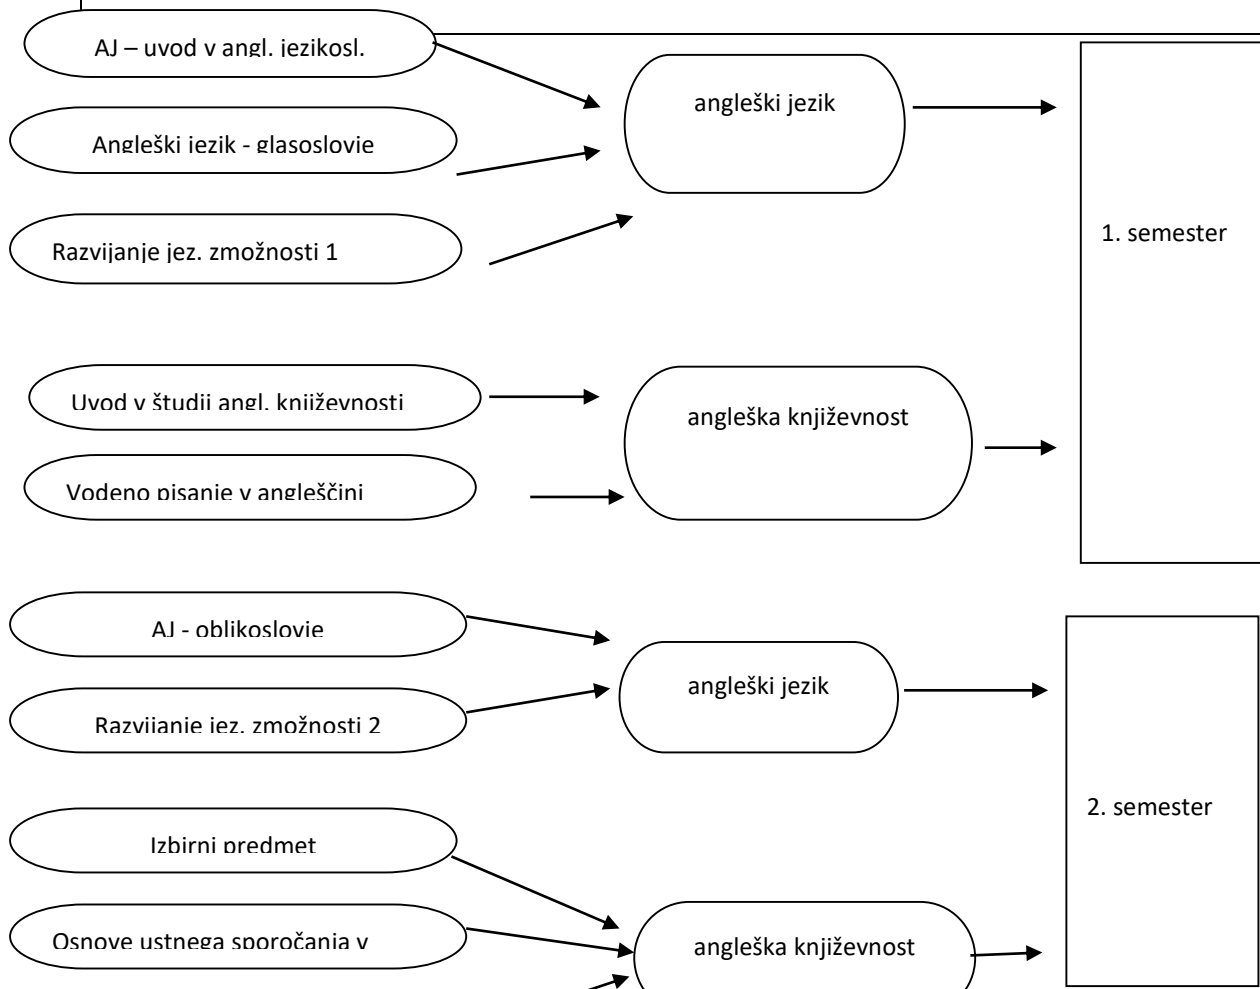 AJ – uvod v angl. jezikosl.
angleški jezik
Angleški jezik - glasoslovje
Razvijanje jez. zmožnosti 1
1. semester
Uvod v študij angl. književnosti
angleška književnost
Vodeno pisanje v angleščini
AJ - oblikoslovje
angleški jezik
Razvijanje jez. zmožnosti 2
2. semester
Izbirni predmet
Osnove ustnega sporočanja v
angleška književnost